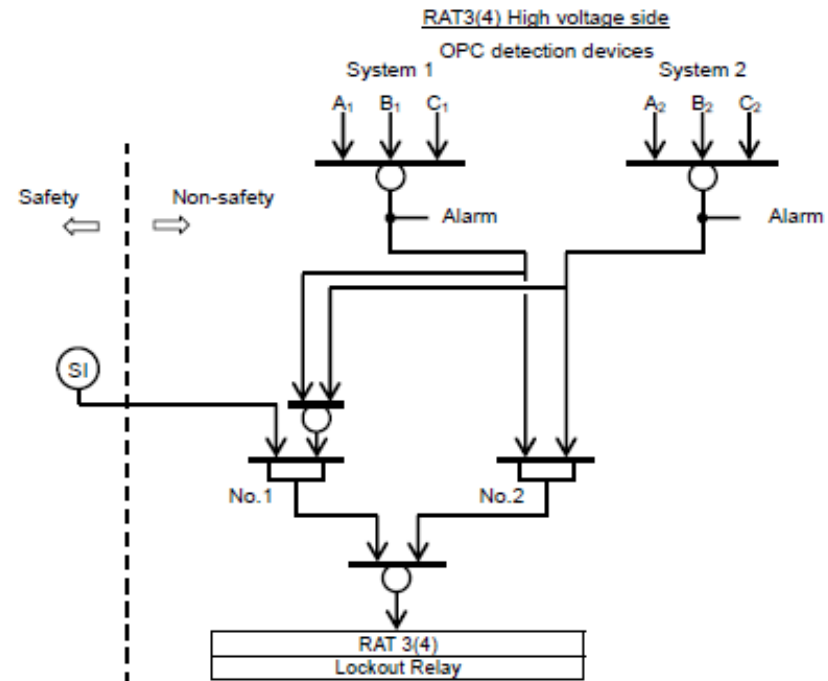 RAT3(4) High voltage side
OPC detection devices
System 1
System 2
A₁ B₁ C₁
A₂ B₂ C₂
Safety
Non-safety
Alarm
Alarm
SI
No.1
No.2
RAT 3(4)
Lockout Relay